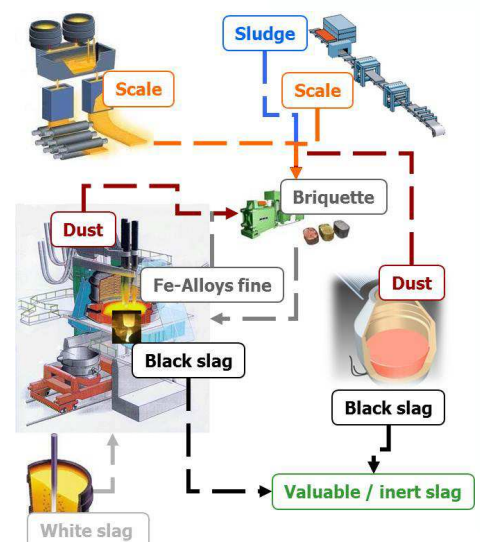 Sludge
Scale
Scale
Briquette
Dust
Dust
Fe-Alloys fine
Black slag
Black slag
Valuable / inert slag
White slag